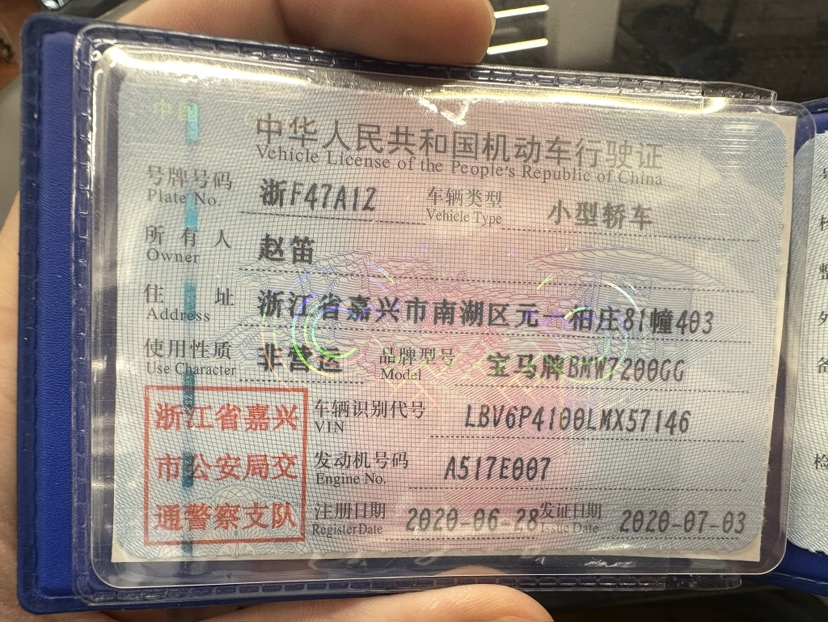 中华人民共和国机动车行驶证
Vehicle License of the People's Republic of China
号牌号码 浙F47A1Z 车辆类型 小型轿车
Plate No. Vehicle Type
所有人 赵笛
Owner
住址 浙江省嘉兴市南湖区元一柏庄81幢403
Address
使用性质 非营运 品牌型号 宝马牌BMW7200GG
Use Character Model
浙江省嘉兴
市公安局交
通警察支队
车辆识别代号 LBV6P4100LMX57146
VIN
发动机号码 A517E007
Engine No.
注册日期 2020-06-28 发证日期 2020-07-03
Register Date Issue Date